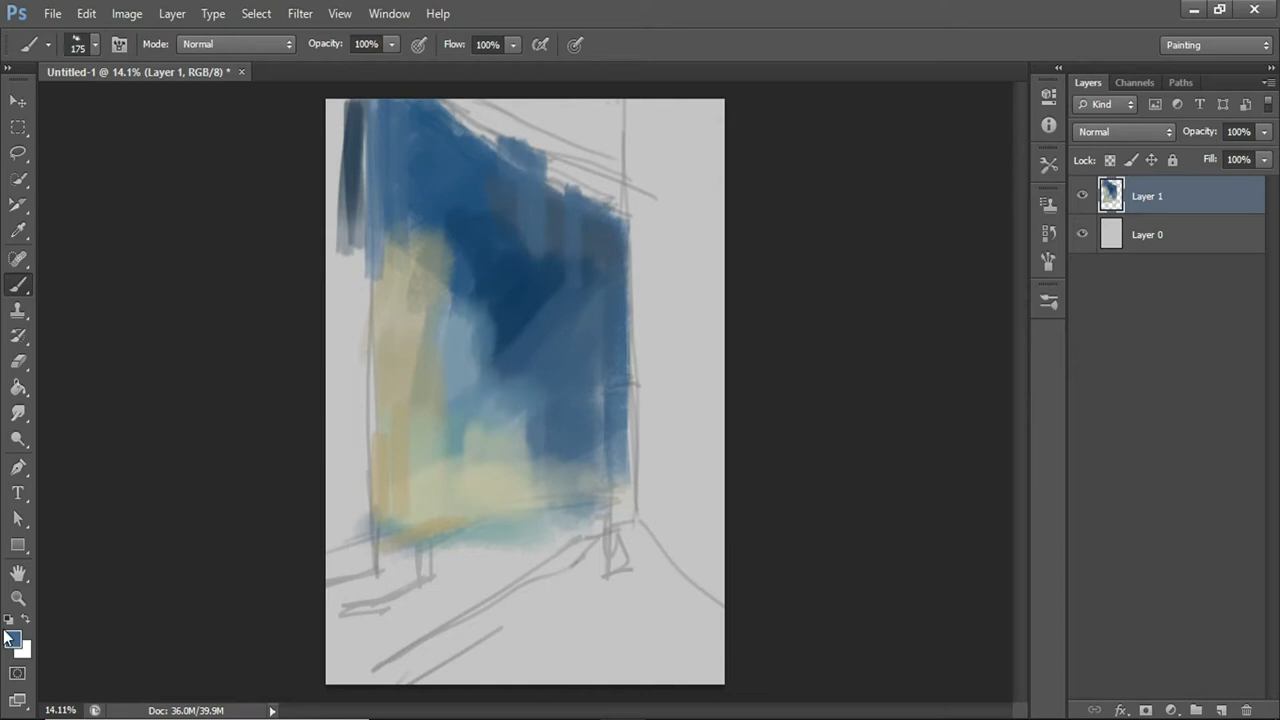 Ps File Edit Image Layer Type Select Filter View Window Help
175 Mode: Normal Opacity: 100% Flow: 100% Painting
Untitled-1 @ 14.1% (Layer 1, RGB/8) * ×
Layers Channels Paths
Kind
Normal Opacity: 100%
Lock: Fill: 100%
Layer 1
Layer 0
14.11% Doc: 36.0M/39.9M